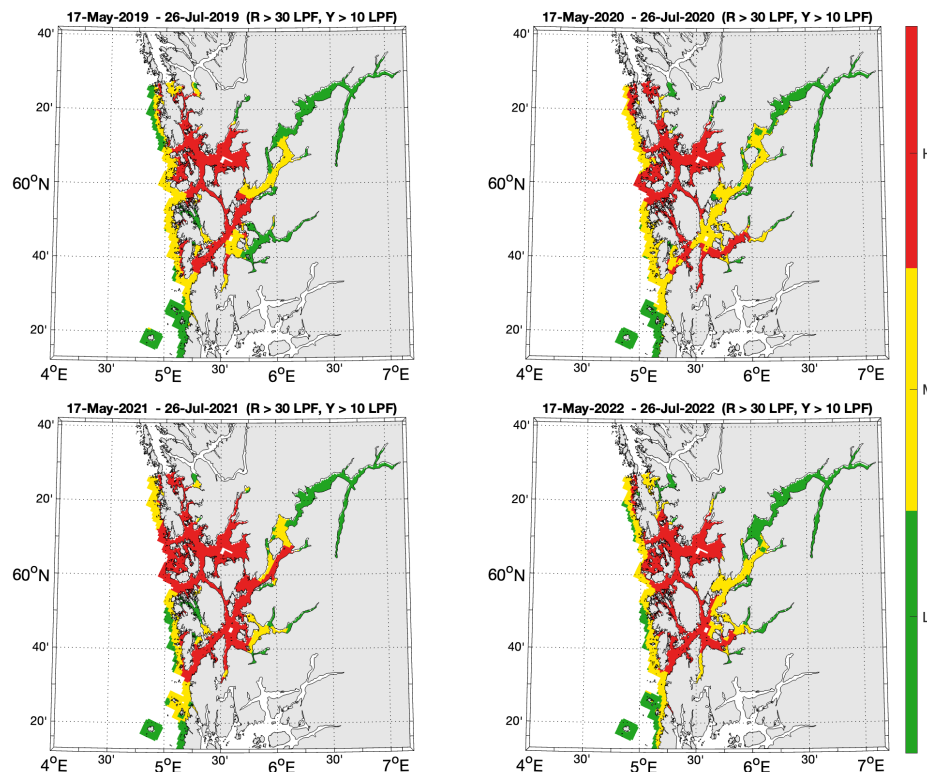 17-May-2019 - 26-Jul-2019 (R > 30 LPF, Y > 10 LPF)
40'
20'
60°N
40'
20'
4°E 30' 5°E 30' 6°E 30' 7°E
17-May-2020 - 26-Jul-2020 (R > 30 LPF, Y > 10 LPF)
40'
20'
60°N
40'
20'
4°E 30' 5°E 30' 6°E 30' 7°E
17-May-2021 - 26-Jul-2021 (R > 30 LPF, Y > 10 LPF)
40'
20'
60°N
40'
20'
4°E 30' 5°E 30' 6°E 30' 7°E
17-May-2022 - 26-Jul-2022 (R > 30 LPF, Y > 10 LPF)
40'
20'
60°N
40'
20'
4°E 30' 5°E 30' 6°E 30' 7°E
L